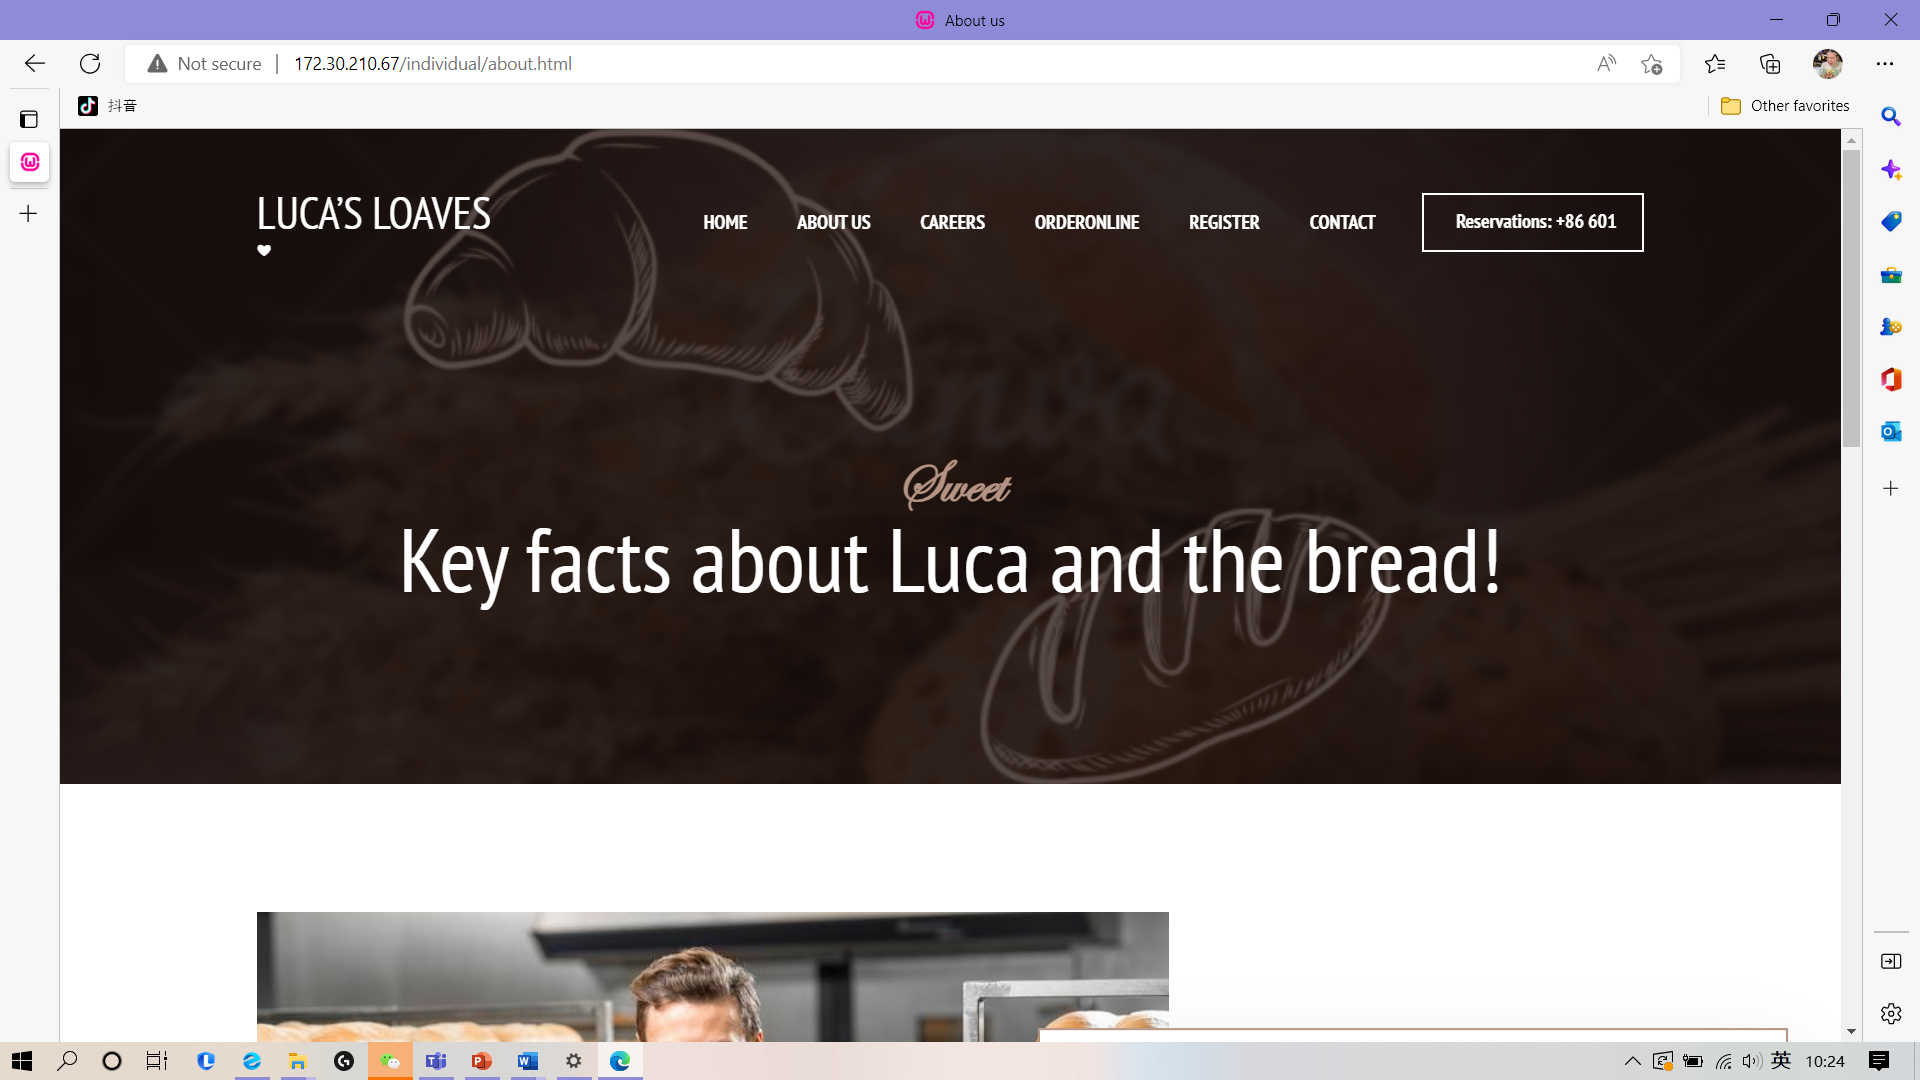 About us
Not secure
172.30.210.67/individual/about.html
抖音
Other favorites
LUCA’S LOAVES
HOME
ABOUT US
CAREERS
ORDERONLINE
REGISTER
CONTACT
Reservations: +86 601
Canva
Sweet
Key facts about Luca and the bread!
英
10:24